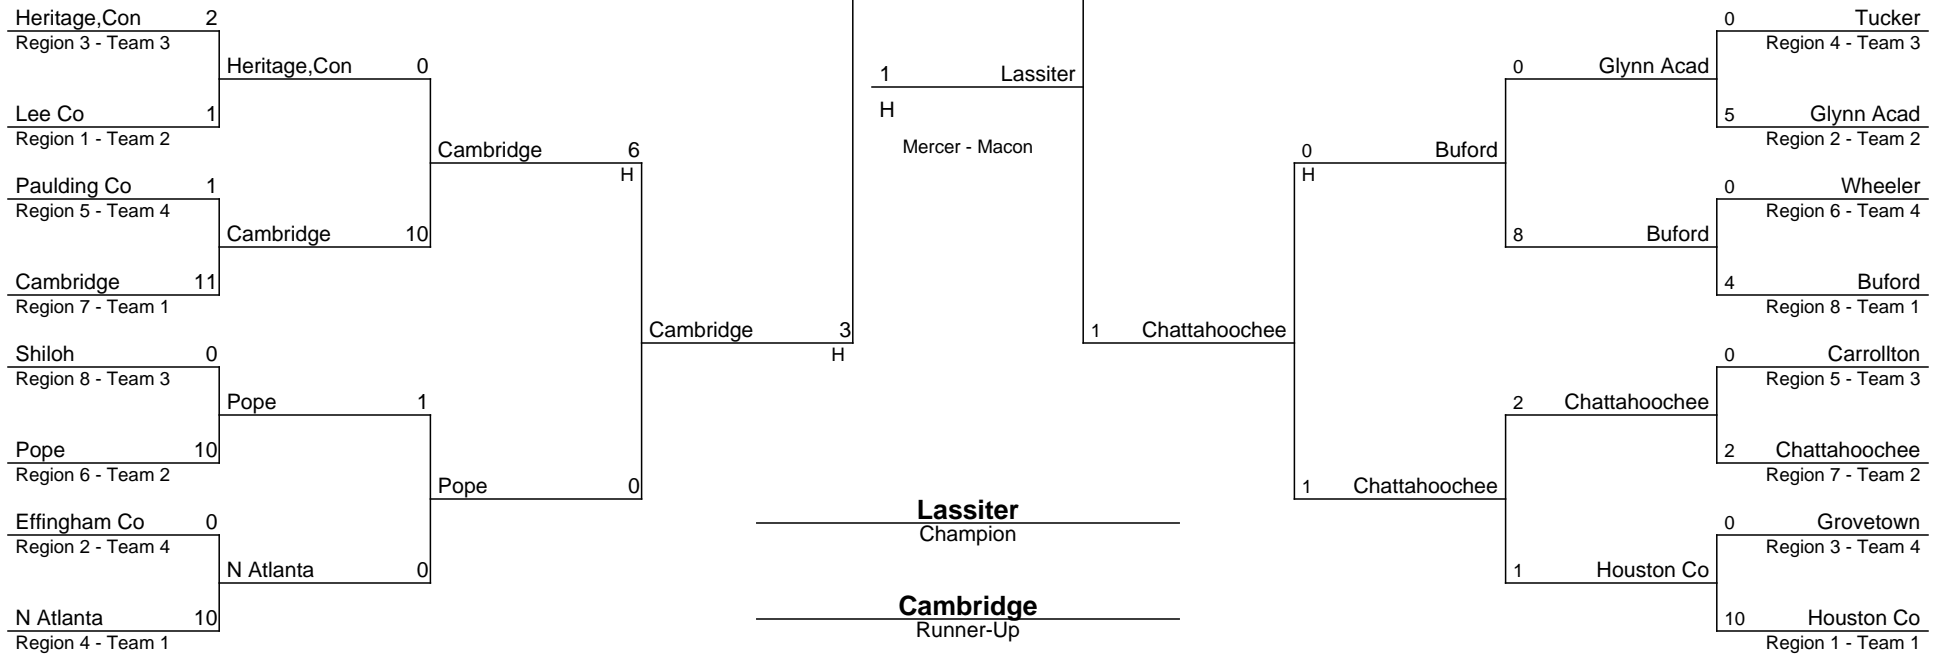 Heritage,Con 2
Region 3 - Team 3
Heritage,Con 0
Lee Co 1
Region 1 - Team 2
Cambridge 6
H
Paulding Co 1
Region 5 - Team 4
Cambridge 10
Cambridge 11
Region 7 - Team 1
Cambridge 3
H
Shiloh 0
Region 8 - Team 3
Pope 1
Pope 10
Region 6 - Team 2
Pope 0
Effingham Co 0
Region 2 - Team 4
N Atlanta 0
N Atlanta 10
Region 4 - Team 1
1 Lassiter
H
Mercer - Macon
Lassiter
Champion
Cambridge
Runner-Up
0 Tucker
Region 4 - Team 3
0 Glynn Acad
5 Glynn Acad
Region 2 - Team 2
0 Buford
H
0 Wheeler
Region 6 - Team 4
8 Buford
4 Buford
Region 8 - Team 1
1 Chattahoochee
0 Carrollton
Region 5 - Team 3
2 Chattahoochee
2 Chattahoochee
Region 7 - Team 2
1 Chattahoochee
0 Grovetown
Region 3 - Team 4
1 Houston Co
10 Houston Co
Region 1 - Team 1